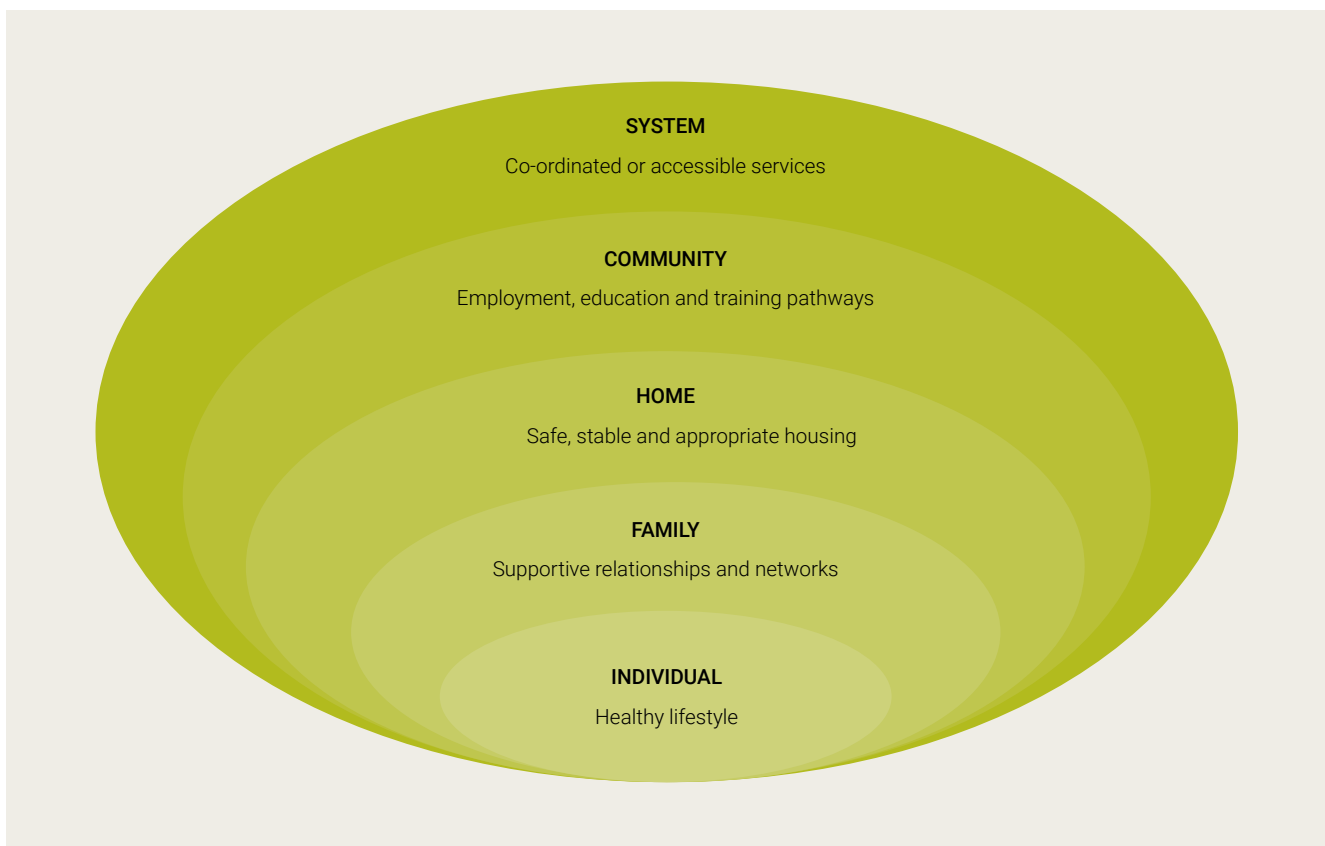 SYSTEM
Co-ordinated or accessible services
COMMUNITY
Employment, education and training pathways
HOME
Safe, stable and appropriate housing
FAMILY
Supportive relationships and networks
INDIVIDUAL
Healthy lifestyle